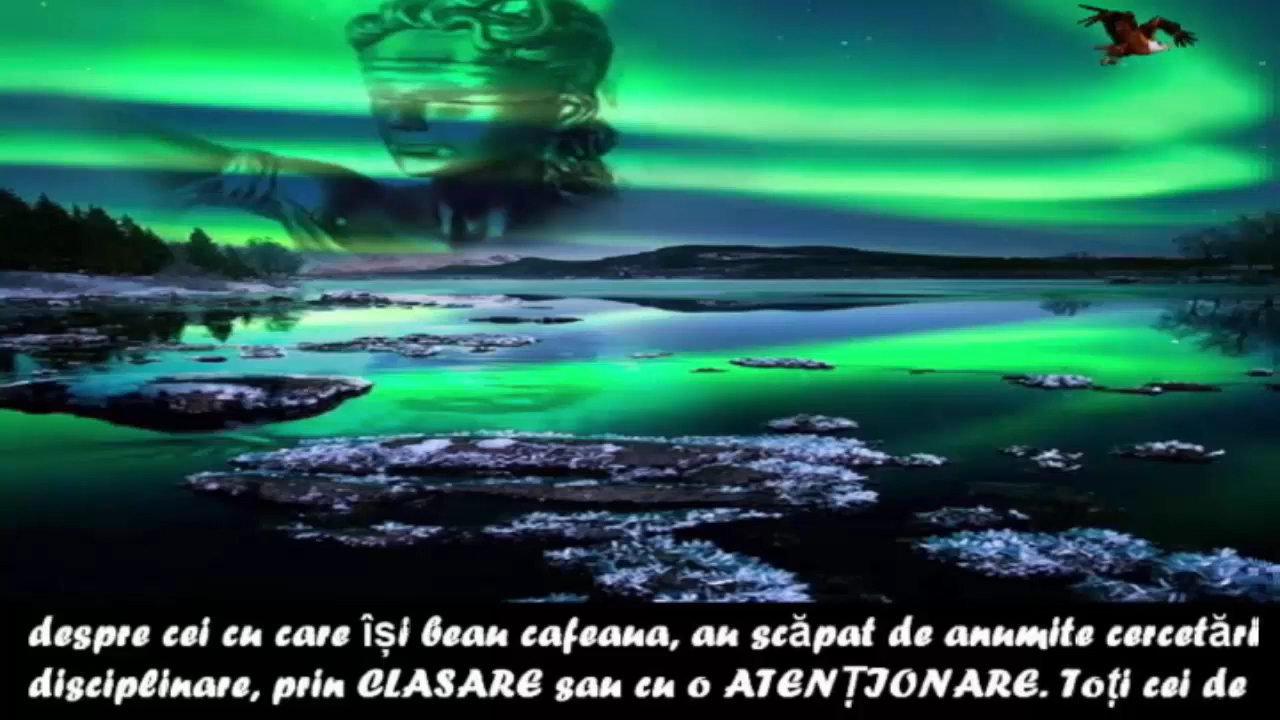 despre cei cu care își beau cafeaua, au scăpat de anumite cercetări
disciplinare, prin CLASARE sau cu o ATENȚIONARE. Toți cei de